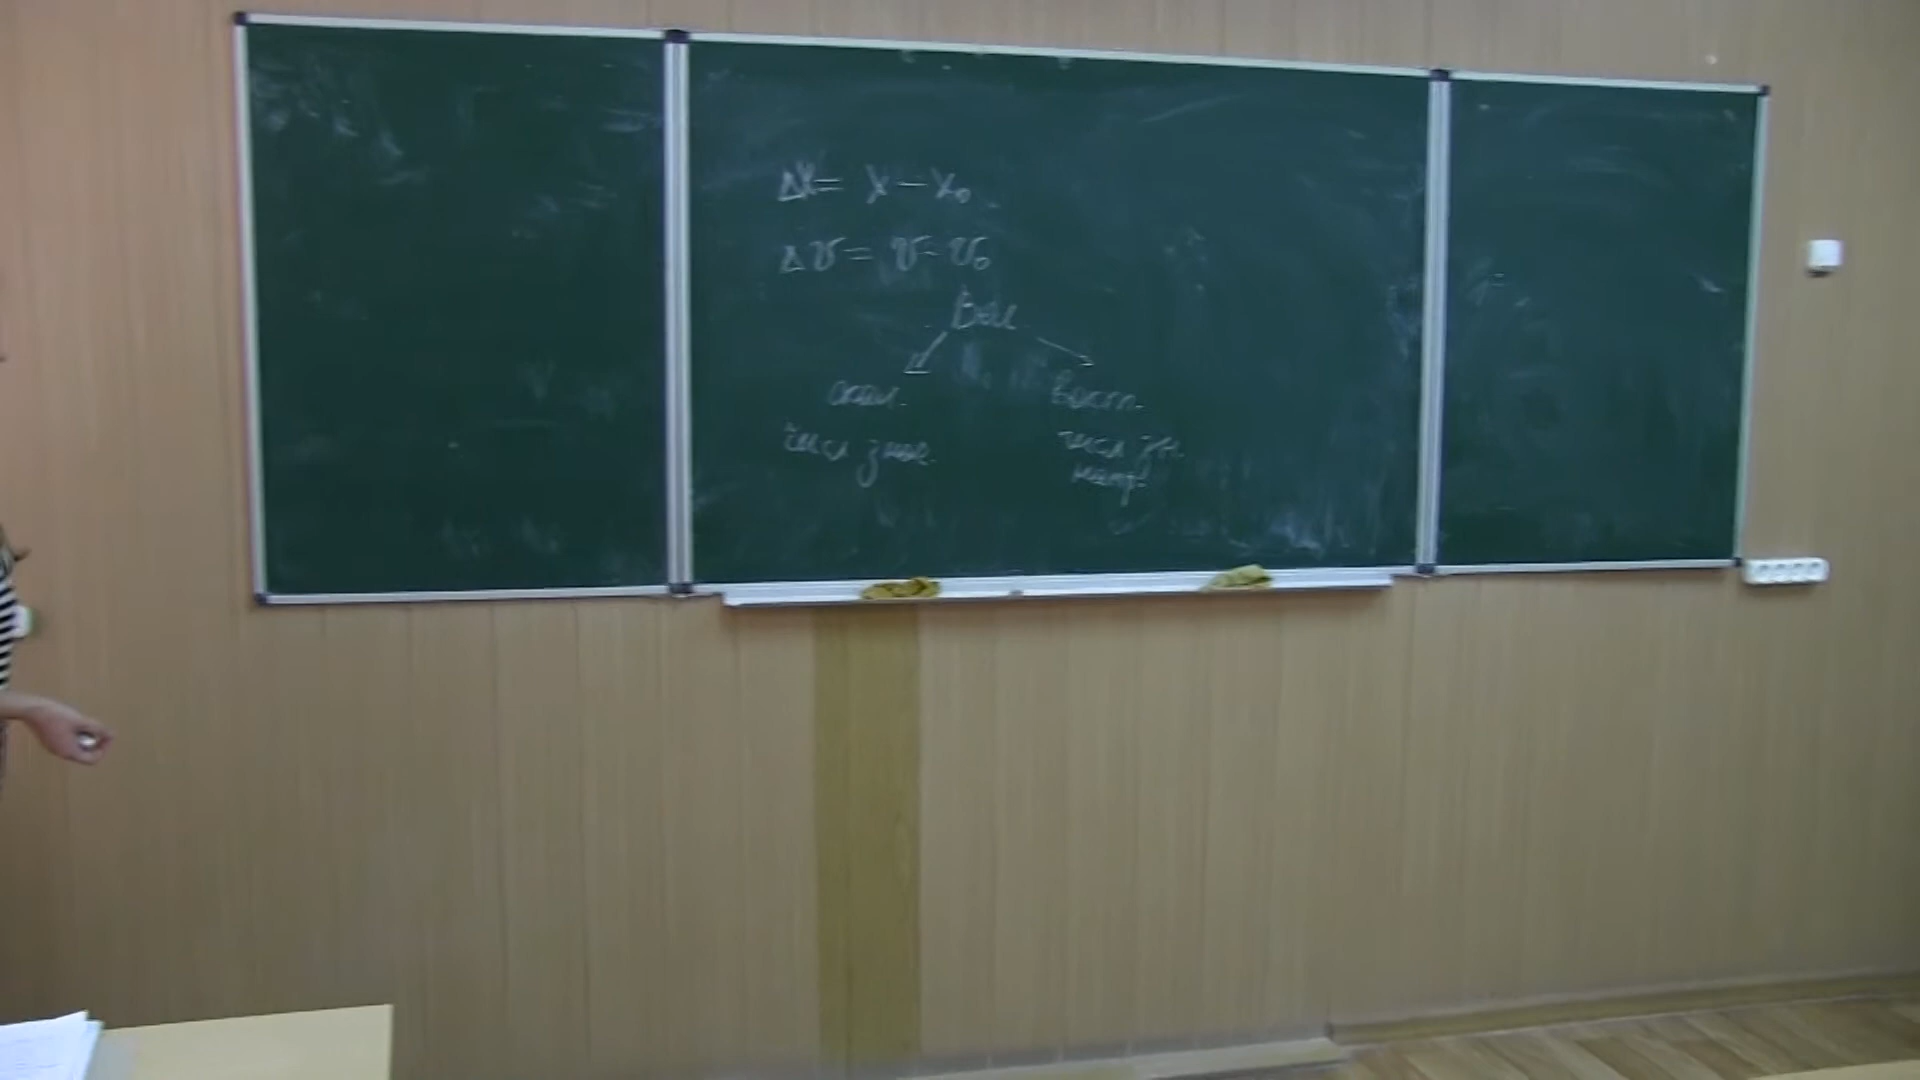 Δx = x - x₀
Δv = v - v₀
Вел.
скал. вект.
числ знач. числ зн.
напр.